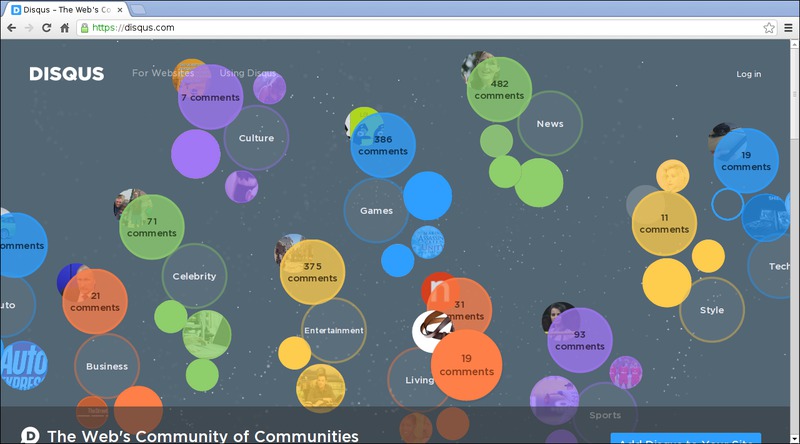 Disqus – The Web's Co
https://disqus.com
DISQUS
For Websites
Using Disqus
Log in
7 comments
Culture
482
comments
News
386
comments
Games
19
comments
Tech
71
comments
Celebrity
11
comments
Style
comments
uto
Auto
EXPRESS
21
comments
Business
375
comments
Entertainment
n
31
mments
19
comments
Living
93
comments
Sports
The Web's Community of Communities
Add Disqus to Your Site